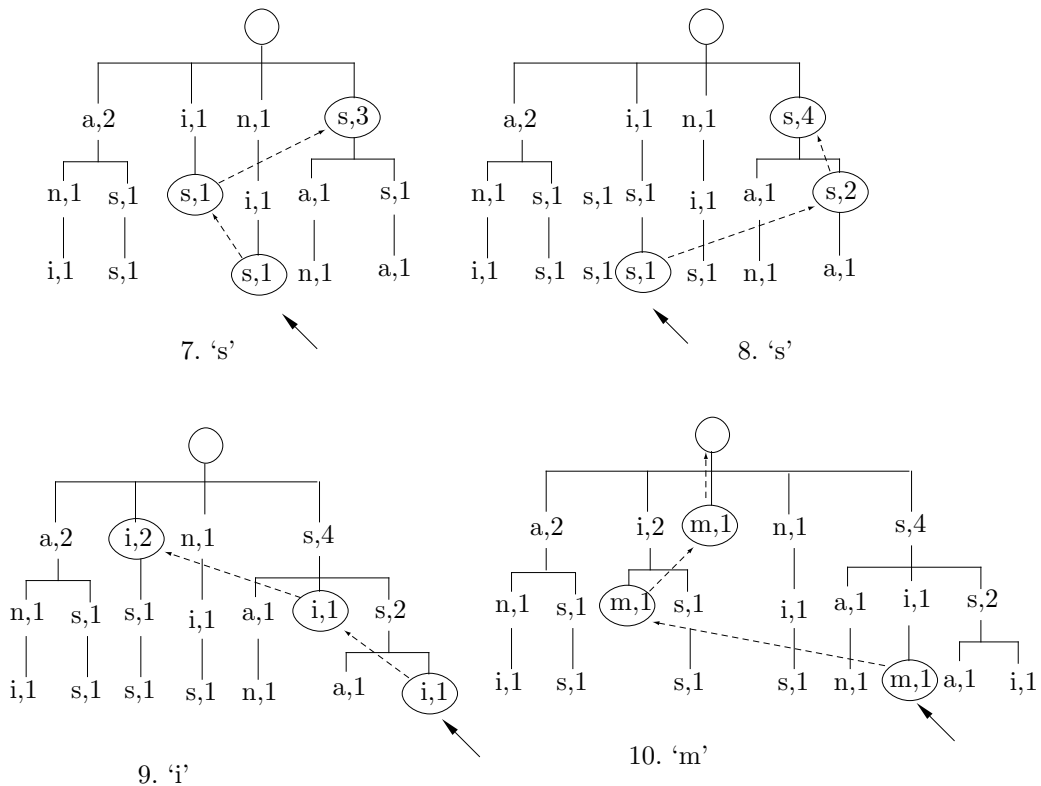 a,2 i,1 n,1 s,3
n,1 s,1 s,1 i,1 a,1 s,1
i,1 s,1 s,1 n,1 a,1
7. ‘s’
a,2 i,1 n,1 s,4
n,1 s,1 s,1 s,1 i,1 a,1 s,2
i,1 s,1 s,1 s,1 s,1 n,1 a,1
8. ‘s’
a,2 i,2 n,1 s,4
n,1 s,1 s,1 i,1 a,1 i,1 s,2
i,1 s,1 s,1 s,1 n,1 a,1 i,1
9. ‘i’
a,2 i,2 m,1 n,1 s,4
n,1 s,1 m,1 s,1 i,1 a,1 i,1 s,2
i,1 s,1 s,1 s,1 n,1 m,1 a,1 i,1
10. ‘m’